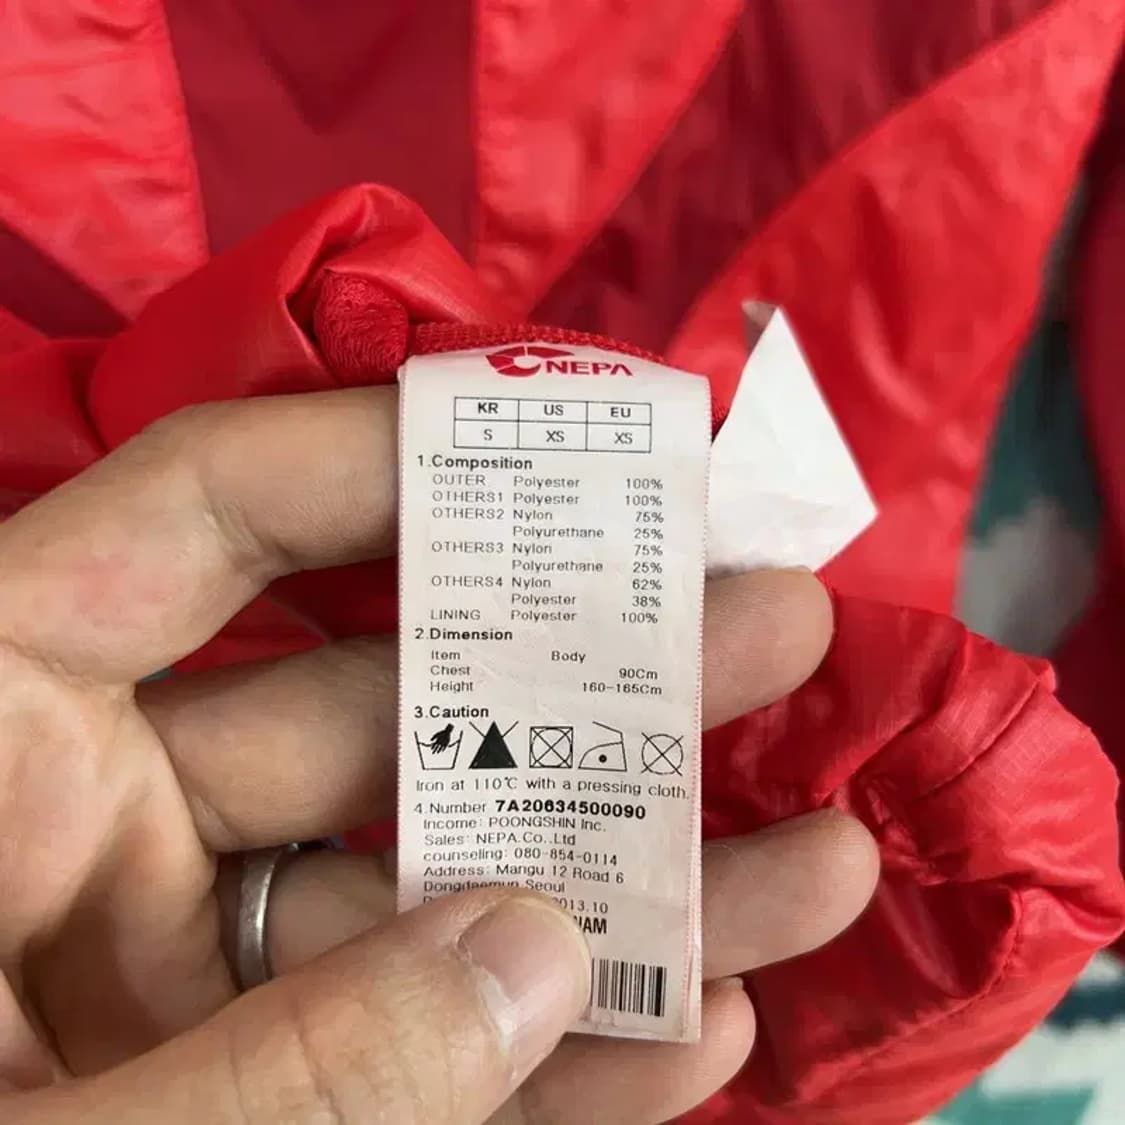 NEPA
KR US EU
S XS XS
1.Composition
OUTER Polyester 100%
OTHERS1 Polyester 100%
OTHERS2 Nylon 75%
Polyurethane 25%
OTHERS3 Nylon 75%
Polyurethane 25%
OTHERS4 Nylon 62%
Polyester 38%
LINING Polyester 100%
2.Dimension
Item Body
Chest 90Cm
Height 160-165Cm
3.Caution
Iron at 110℃ with a pressing cloth.
4.Number 7A20634500090
Income: POONGSHIN Inc.
Sales: NEPA.Co.,Ltd
counseling: 080-854-0114
Address: Mangu 12 Road 6
Dongdaemun Seoul
2013.10